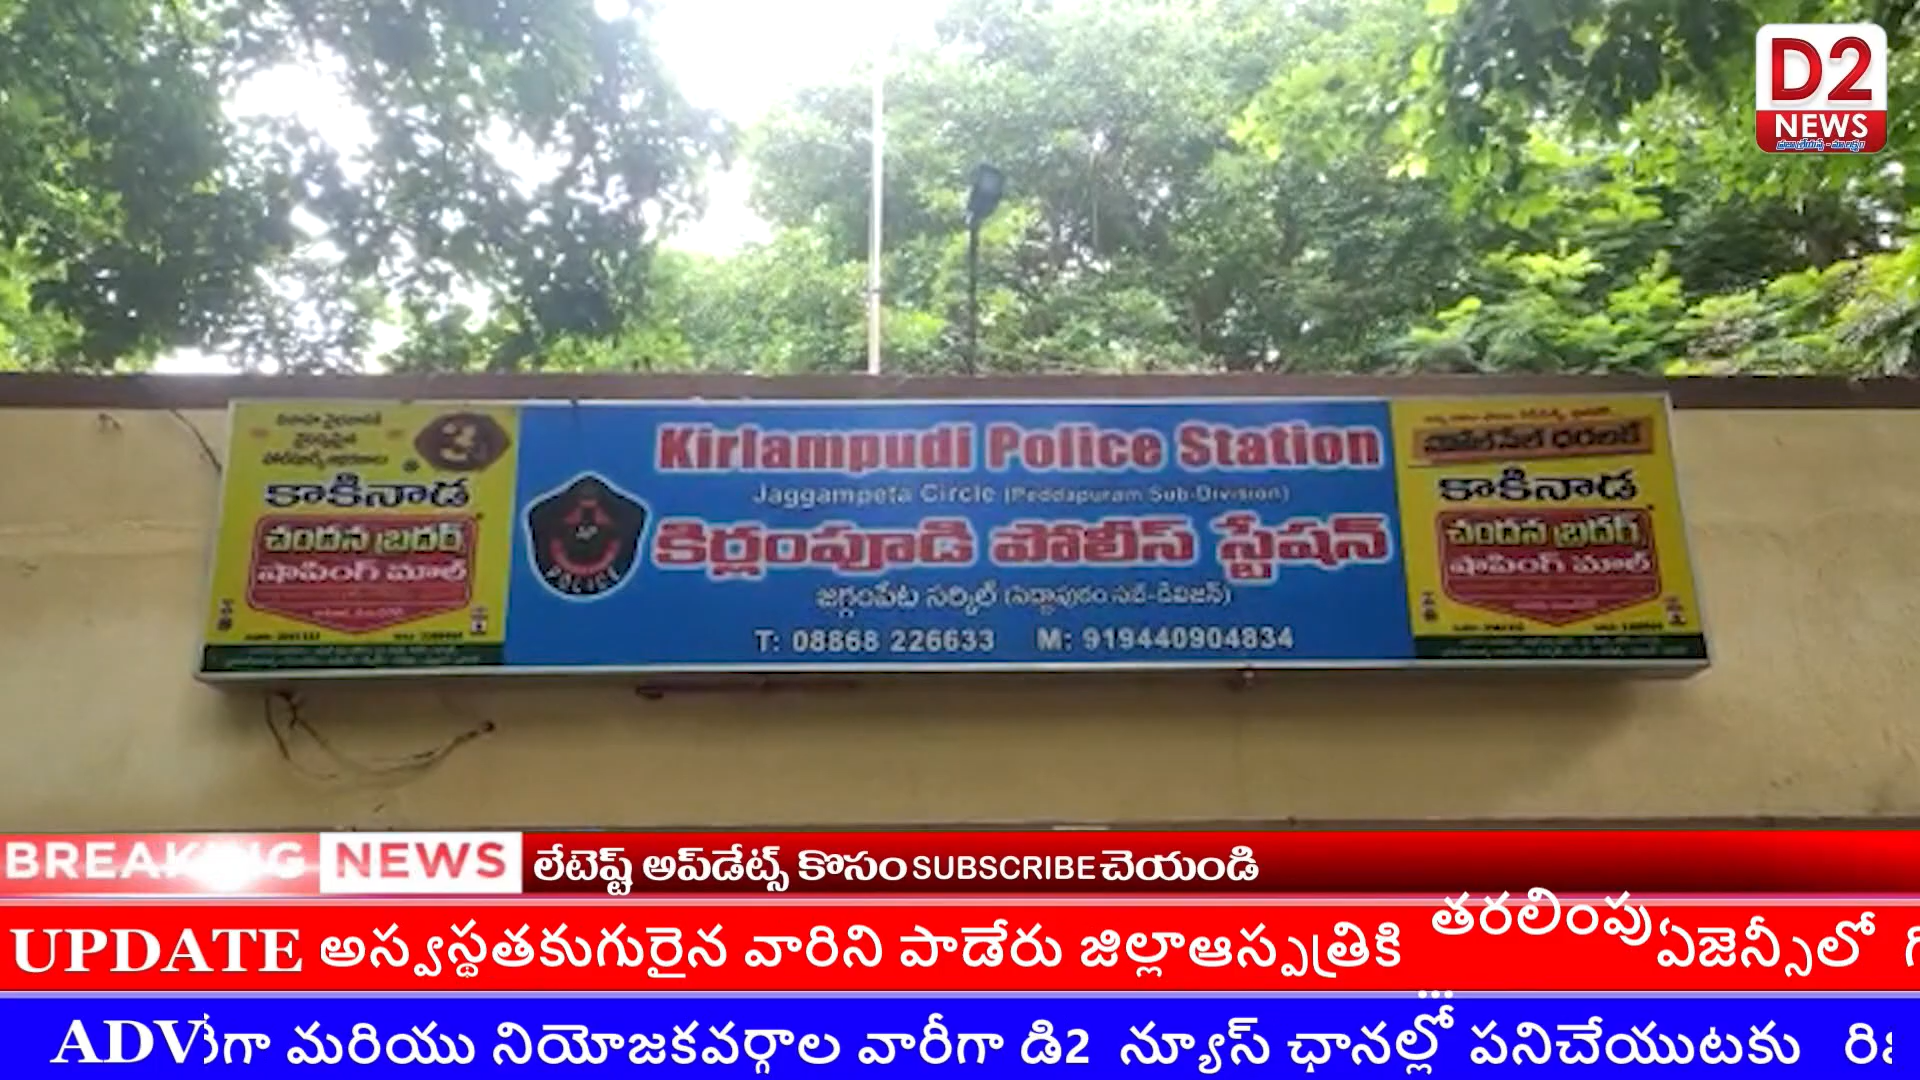 D2
NEWS
కాకినాడ
చందన బ్రదర్స్
షాపింగ్ మాల్
Kirlampudi Police Station
Jaggampeta Circle (Peddapuram Sub-Division)
కిర్లంపూడి పోలీస్ స్టేషన్
జగ్గంపేట సర్కిల్ (పెద్దాపురం సబ్-డివిజన్)
T: 08868 226633 M: 919440904834
POLICE
హోల్‌సేల్ ధరలకే
కాకినాడ
చందన బ్రదర్స్
షాపింగ్ మాల్
BREAKING NEWS లేటెష్ట్ అప్‌డేట్స్ కొసం SUBSCRIBE చెయండి
UPDATE అస్వస్థతకుగురైన వారిని పాడేరు జిల్లాఆస్పత్రికి తరలింపు ఏజెన్సీలో
ADV మరియు నియోజకవర్గాల వారీగా డి2 న్యూస్ ఛానల్లో పనిచేయుటకు